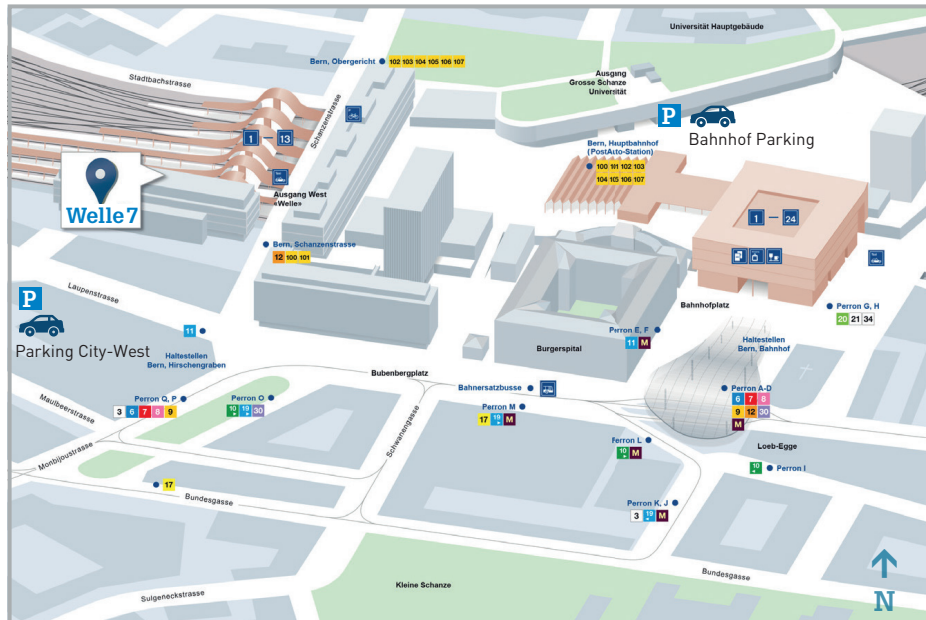 Universität Hauptgebäude
Bern, Obergericht
102 103 104 105 106 107
Stadtbachstrasse
Ausgang
Grosse Schanze
Universität
P
Bahnhof Parking
Schanzenstrasse
1 — 13
Bern, Hauptbahnhof
(PostAuto-Station)
100 101 102 103
104 105 106 107
Welle 7
Ausgang West
«Welle»
1 — 24
Bern, Schanzenstrasse
12 100 101
Laupenstrasse
P
Parking City-West
11
Haltestellen
Bern, Hirschengraben
Bahnhofplatz
Perron G, H
20 21 34
Perron E, F
11 M
Burgerspital
Haltestellen
Bern, Bahnhof
Bubenbergplatz
Bahnersatzbusse
Perron A-D
6 7 8
9 12 30
M
Maulbeerstrasse
Perron Q, P
3 6 7 8 9
Perron O
10 19 30
Perron M
17 19 M
Schwanengasse
Perron L
10 M
Loeb-Egge
10
Perron I
Monbijoustrasse
17
Bundesgasse
Perron K, J
3 19 M
Bundesgasse
Kleine Schanze
Sulgeneckstrasse
N